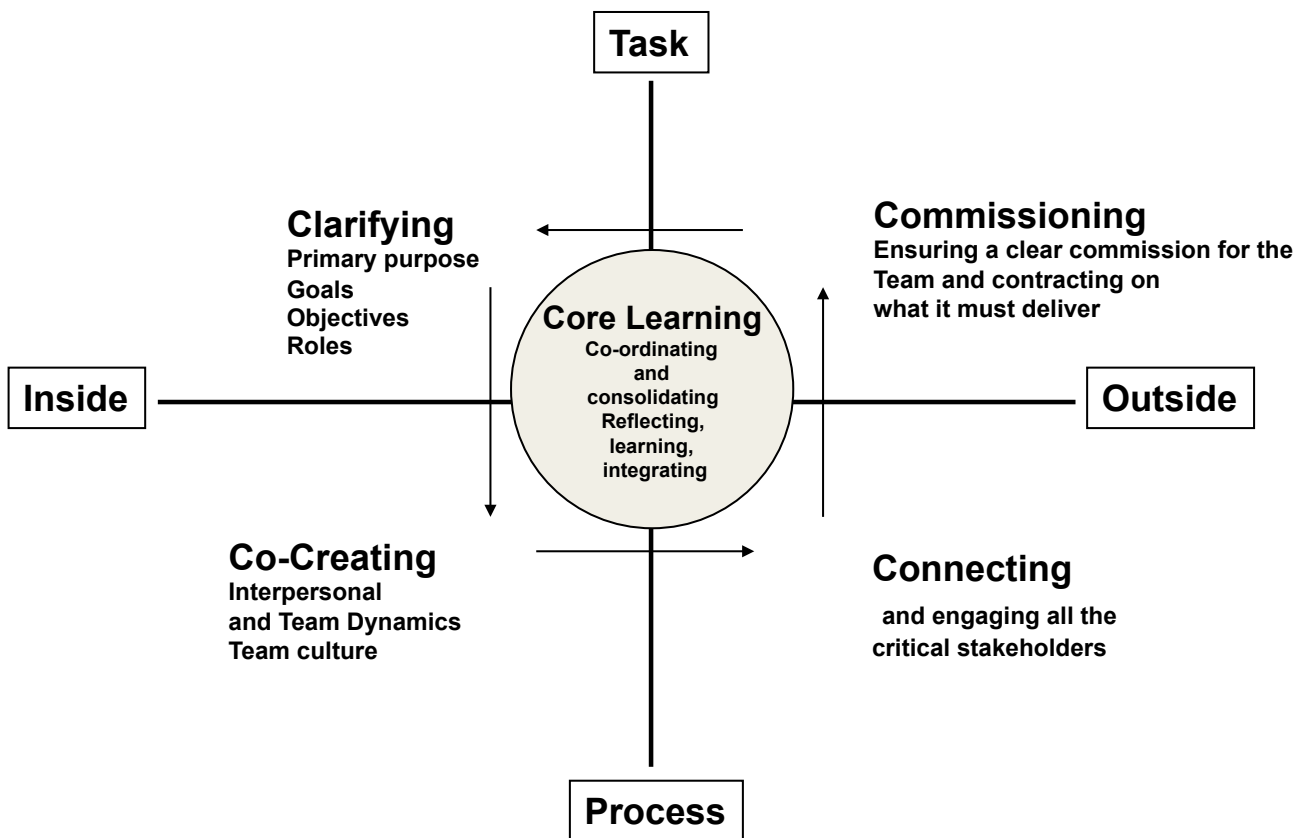 Task
Clarifying
Primary purpose
Goals
Objectives
Roles
Commissioning
Ensuring a clear commission for the
Team and contracting on
what it must deliver
Core Learning
Co-ordinating
and
consolidating
Reflecting,
learning,
integrating
Inside
Outside
Co-Creating
Interpersonal
and Team Dynamics
Team culture
Connecting
and engaging all the
critical stakeholders
Process